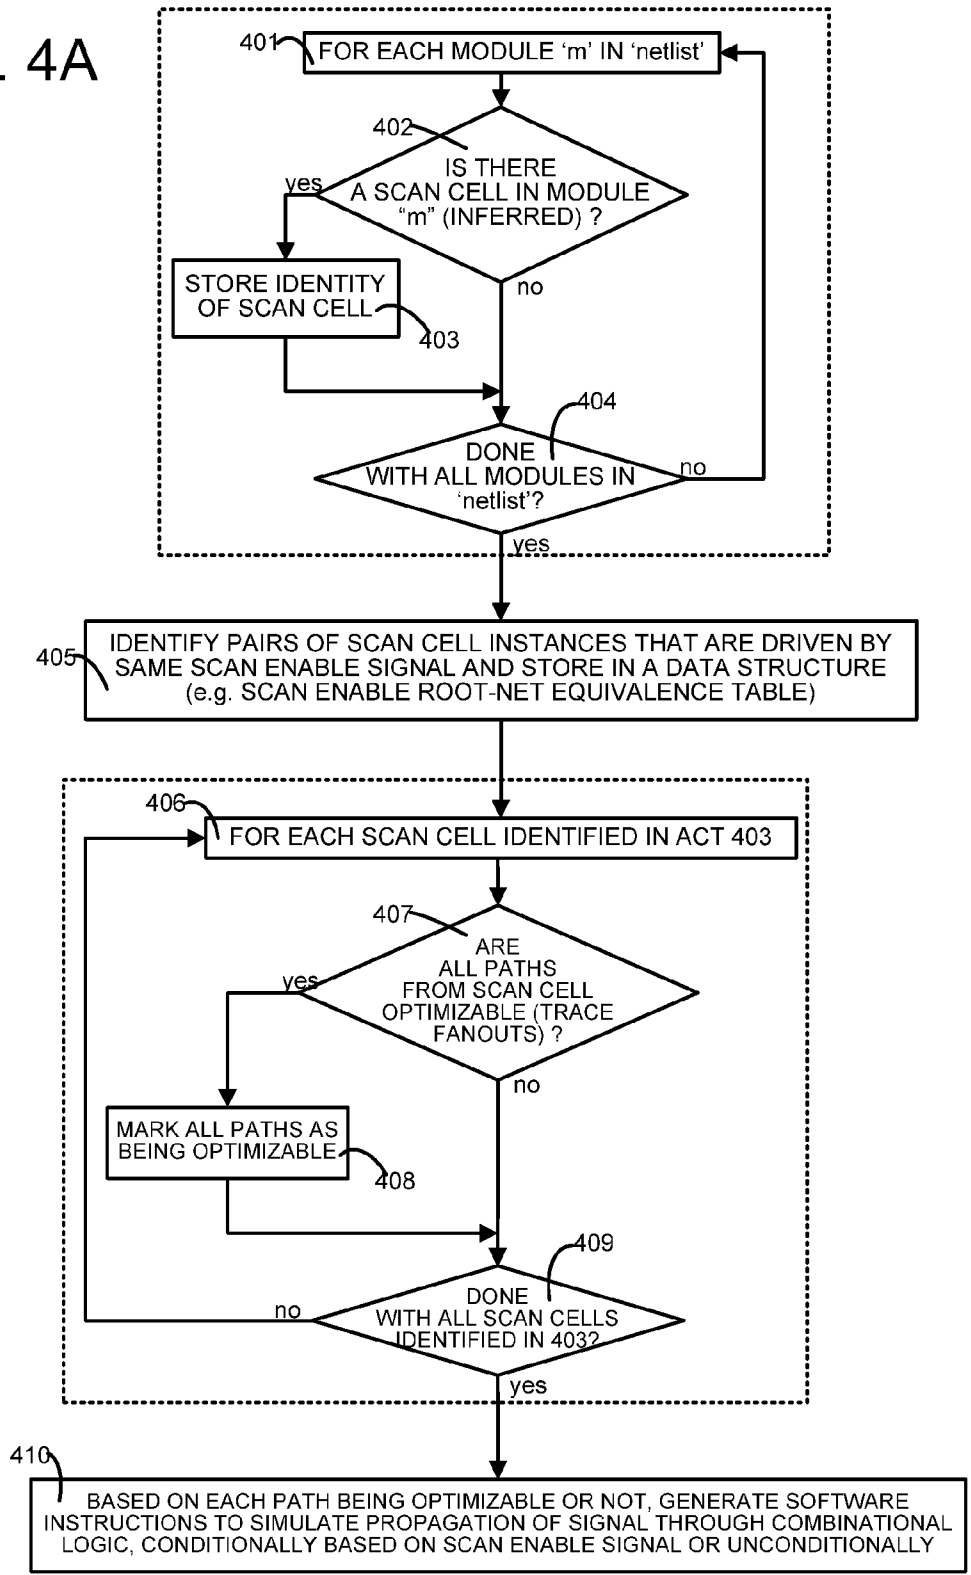 . 4A
401
FOR EACH MODULE ‘m’ IN ‘netlist’
402
IS THERE
A SCAN CELL IN MODULE
“m” (INFERRED) ?
yes
no
STORE IDENTITY
OF SCAN CELL
403
404
DONE
WITH ALL MODULES IN
‘netlist’?
no
yes
405
IDENTIFY PAIRS OF SCAN CELL INSTANCES THAT ARE DRIVEN BY
SAME SCAN ENABLE SIGNAL AND STORE IN A DATA STRUCTURE
(e.g. SCAN ENABLE ROOT-NET EQUIVALENCE TABLE)
406
FOR EACH SCAN CELL IDENTIFIED IN ACT 403
407
ARE
ALL PATHS
FROM SCAN CELL
OPTIMIZABLE (TRACE
FANOUTS) ?
yes
no
MARK ALL PATHS AS
BEING OPTIMIZABLE
408
409
DONE
WITH ALL SCAN CELLS
IDENTIFIED IN 403?
no
yes
410
BASED ON EACH PATH BEING OPTIMIZABLE OR NOT, GENERATE SOFTWARE
INSTRUCTIONS TO SIMULATE PROPAGATION OF SIGNAL THROUGH COMBINATIONAL
LOGIC, CONDITIONALLY BASED ON SCAN ENABLE SIGNAL OR UNCONDITIONALLY